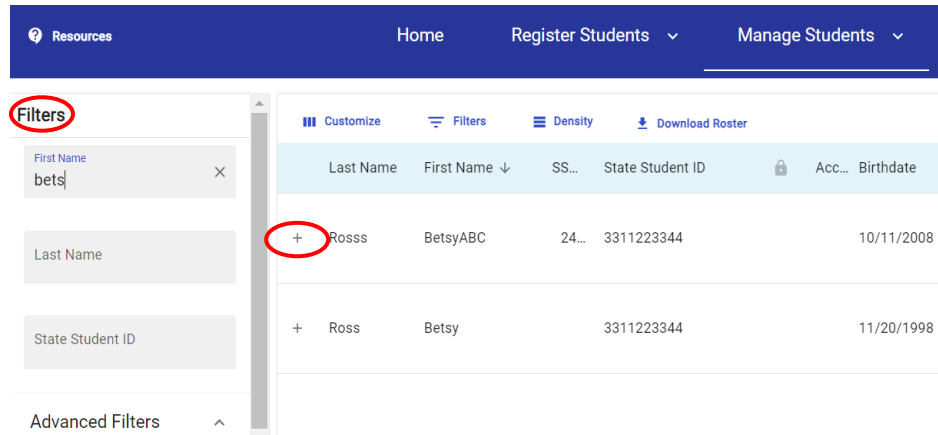 Resources Home Register Students Manage Students
Filters
First Name
bets
Last Name
State Student ID
Advanced Filters
Customize Filters Density Download Roster
Last Name First Name SS... State Student ID Acc... Birthdate
+ Rosss BetsyABC 24... 3311223344 10/11/2008
+ Ross Betsy 3311223344 11/20/1998